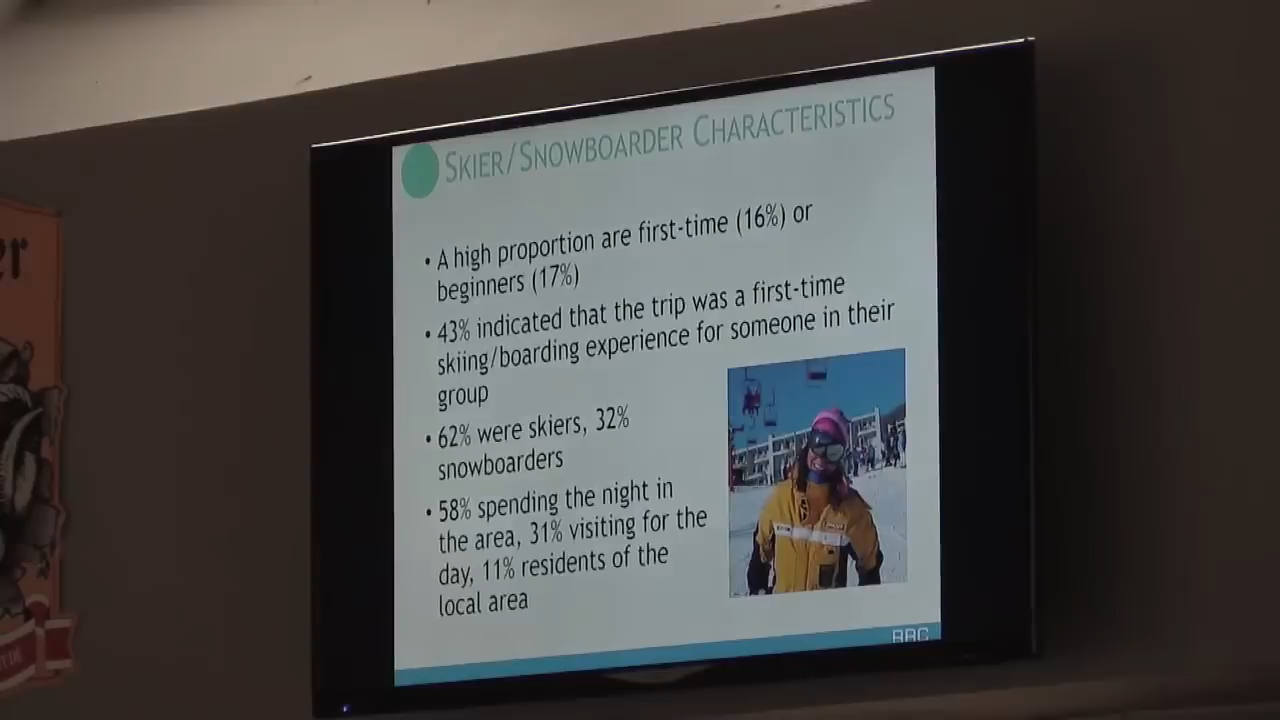 SKIER/SNOWBOARDER CHARACTERISTICS
• A high proportion are first-time (16%) or
beginners (17%)
• 43% indicated that the trip was a first-time
skiing/boarding experience for someone in their
group
• 62% were skiers, 32%
snowboarders
• 58% spending the night in
the area, 31% visiting for the
day, 11% residents of the
local area
RRC
er